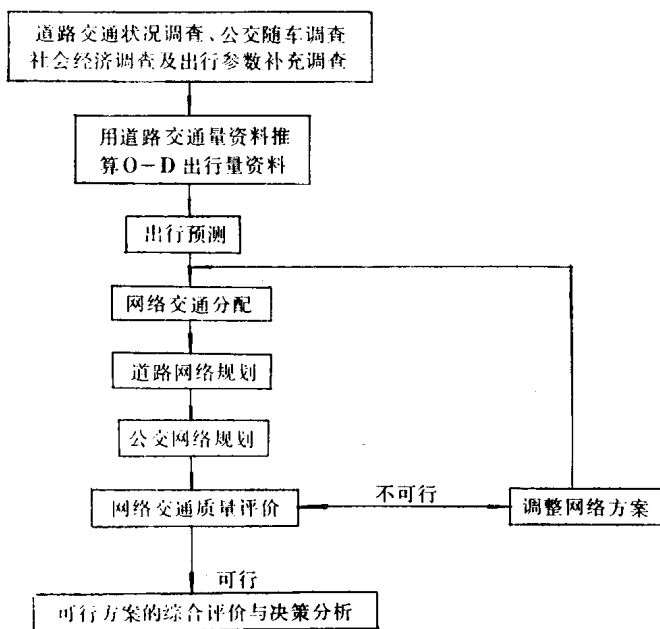 道路交通状况调查、公交随车调查
社会经济调查及出行参数补充调查
用道路交通量资料推
算O－D出行量资料
出行预测
网络交通分配
道路网络规划
公交网络规划
网络交通质量评价
不可行
调整网络方案
可行
可行方案的综合评价与决策分析